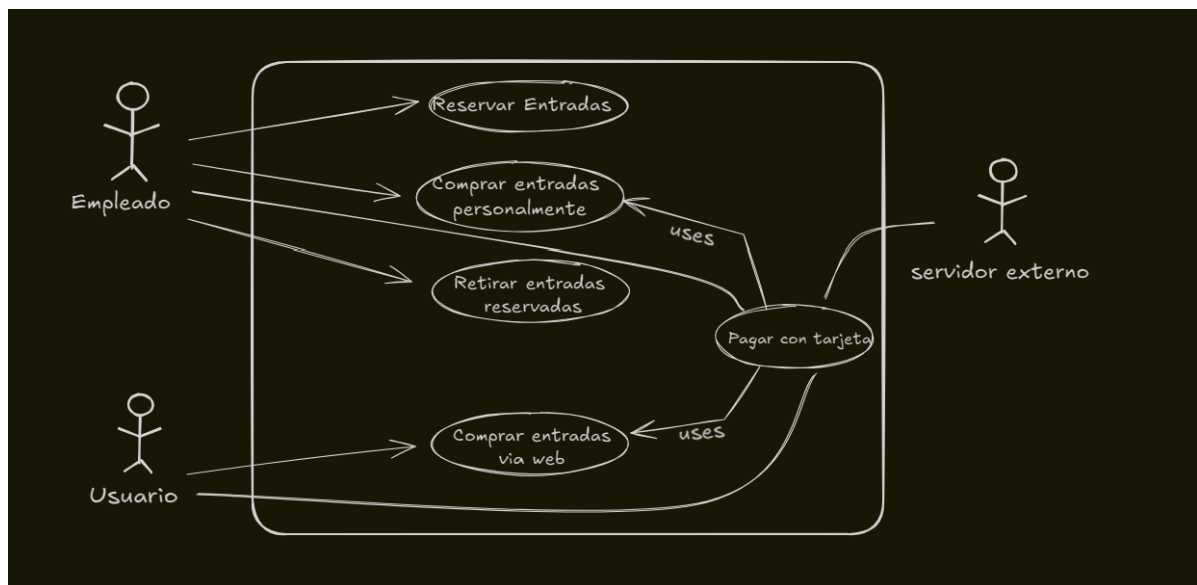 Empleado
Reservar Entradas
Comprar entradas
personalmente
uses
Retirar entradas
reservadas
servidor externo
Pagar con tarjeta
Usuario
Comprar entradas
via web
uses